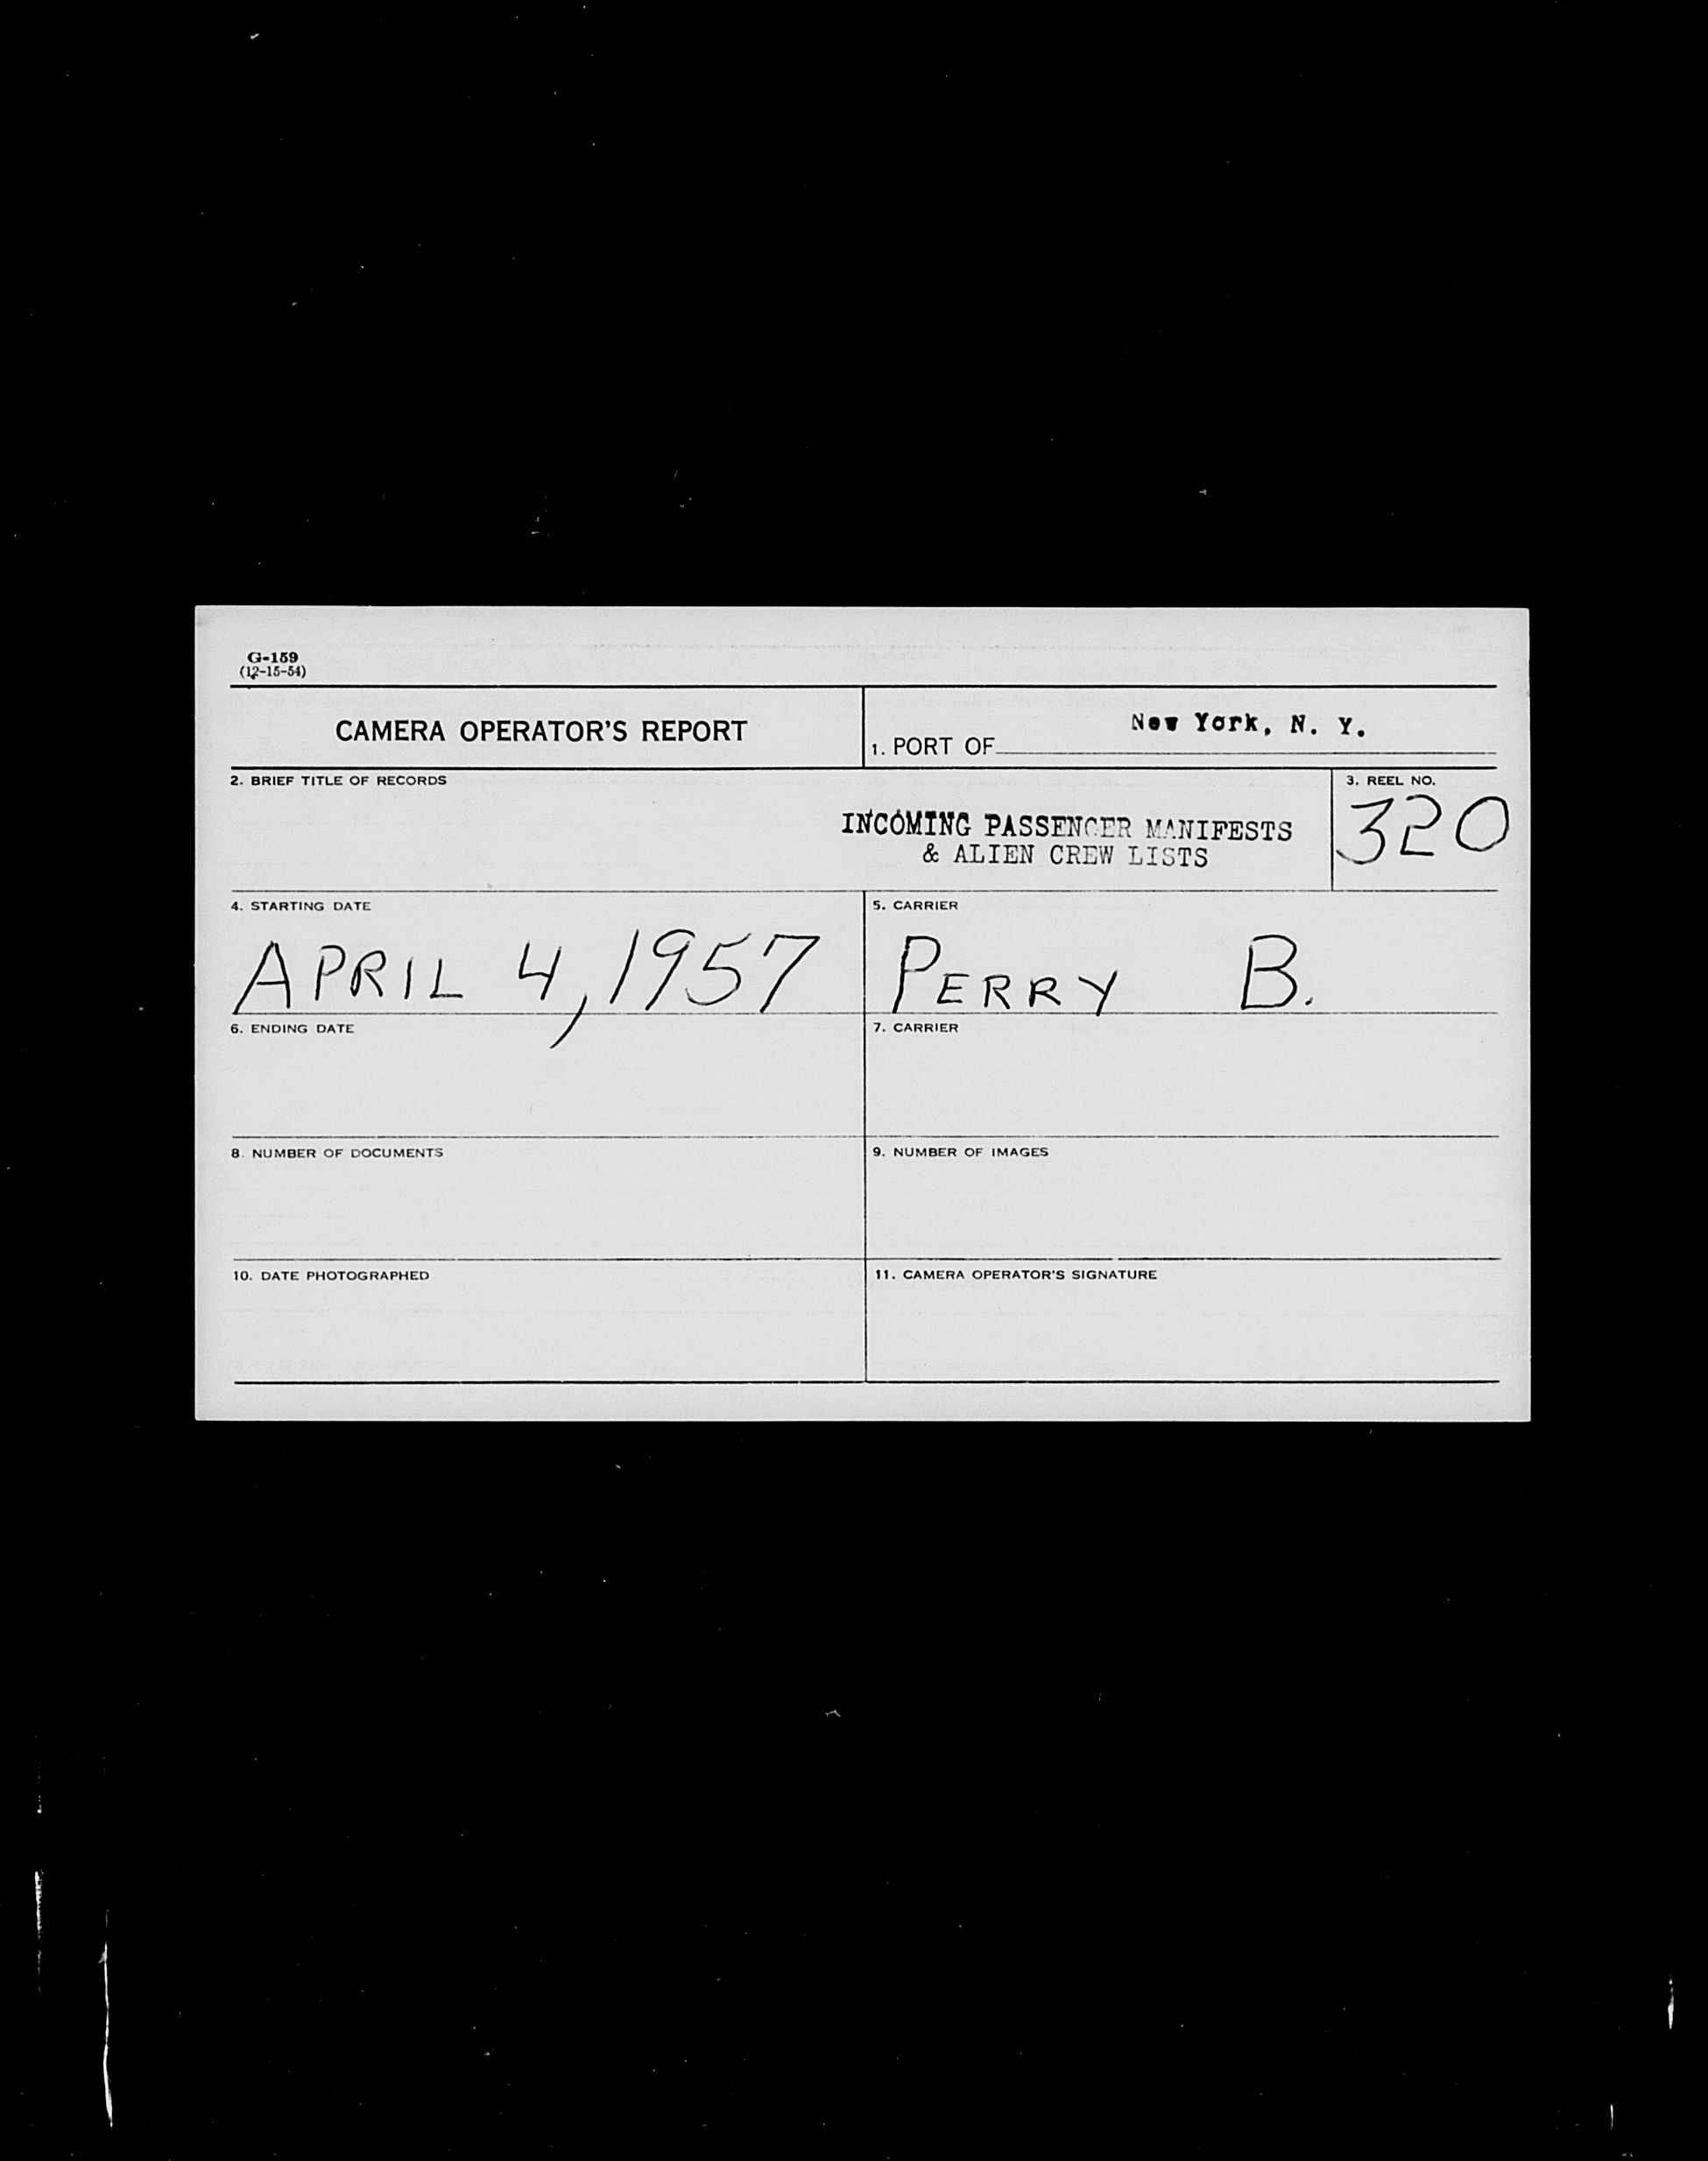 G-159
(12-15-54)
CAMERA OPERATOR'S REPORT
1. PORT OF New York, N. Y.
2. BRIEF TITLE OF RECORDS
INCOMING PASSENGER MANIFESTS
& ALIEN CREW LISTS
3. REEL NO.
320
4. STARTING DATE
APRIL 4, 1957
5. CARRIER
PERRY B.
6. ENDING DATE
7. CARRIER
8. NUMBER OF DOCUMENTS
9. NUMBER OF IMAGES
10. DATE PHOTOGRAPHED
11. CAMERA OPERATOR'S SIGNATURE